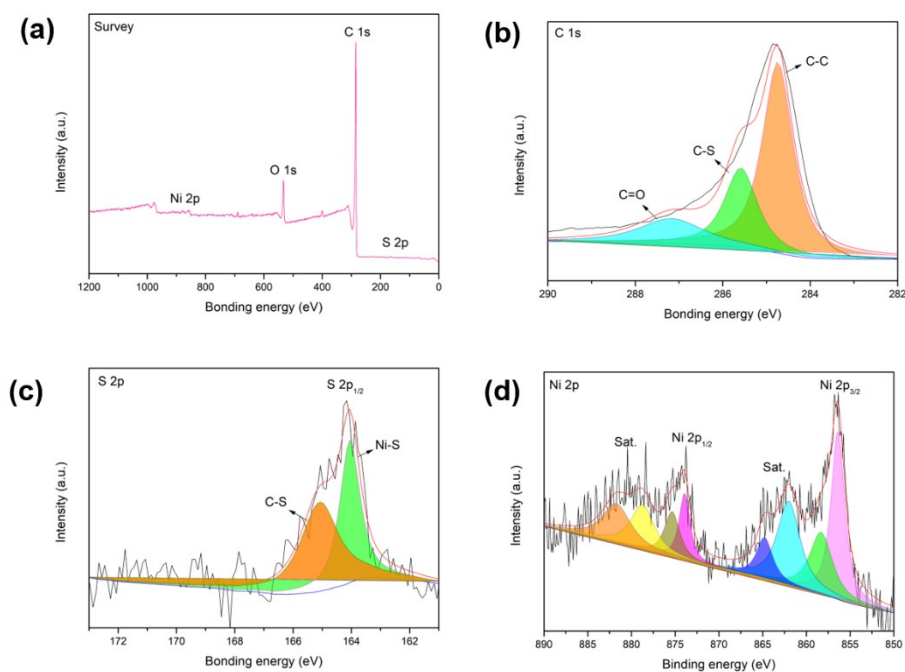 (a)
Survey
C 1s
O 1s
Ni 2p
S 2p
Intensity (a.u.)
1200 1000 800 600 400 200 0
Bonding energy (eV)
(b)
C 1s
C-C
C-S
C=O
Intensity (a.u.)
290 288 286 284 282
Bonding energy (eV)
(c)
S 2p
S 2p1/2
Ni-S
C-S
Intensity (a.u.)
172 170 168 166 164 162
Bonding energy (eV)
(d)
Ni 2p
Ni 2p3/2
Sat.
Ni 2p1/2
Sat.
Intensity (a.u.)
890 885 880 875 870 865 860 855 850
Binding energy (eV)